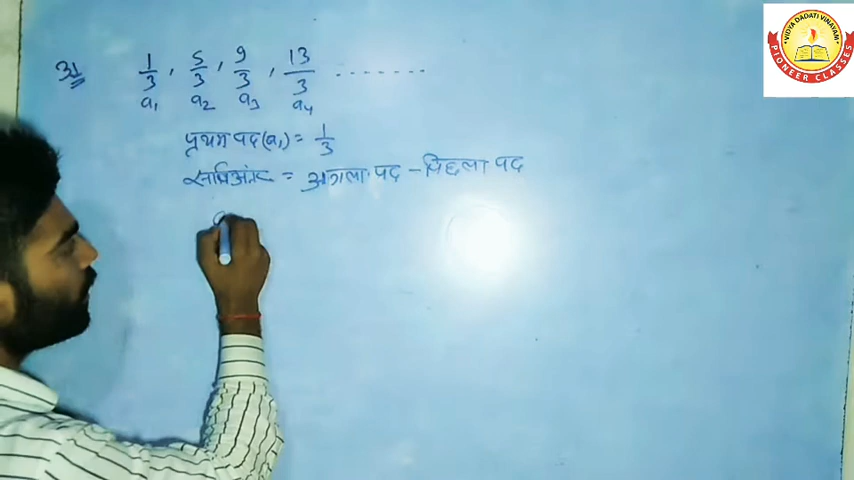 31 1/3, 5/3, 9/3, 13/3 ........
a₁ a₂ a₃ a₄
प्रथम पद (a₁) = 1/3
सार्वअंतर = अगला पद - पिछला पद
VIDYA DADATI VINAYAM
PIONEER CLASSES